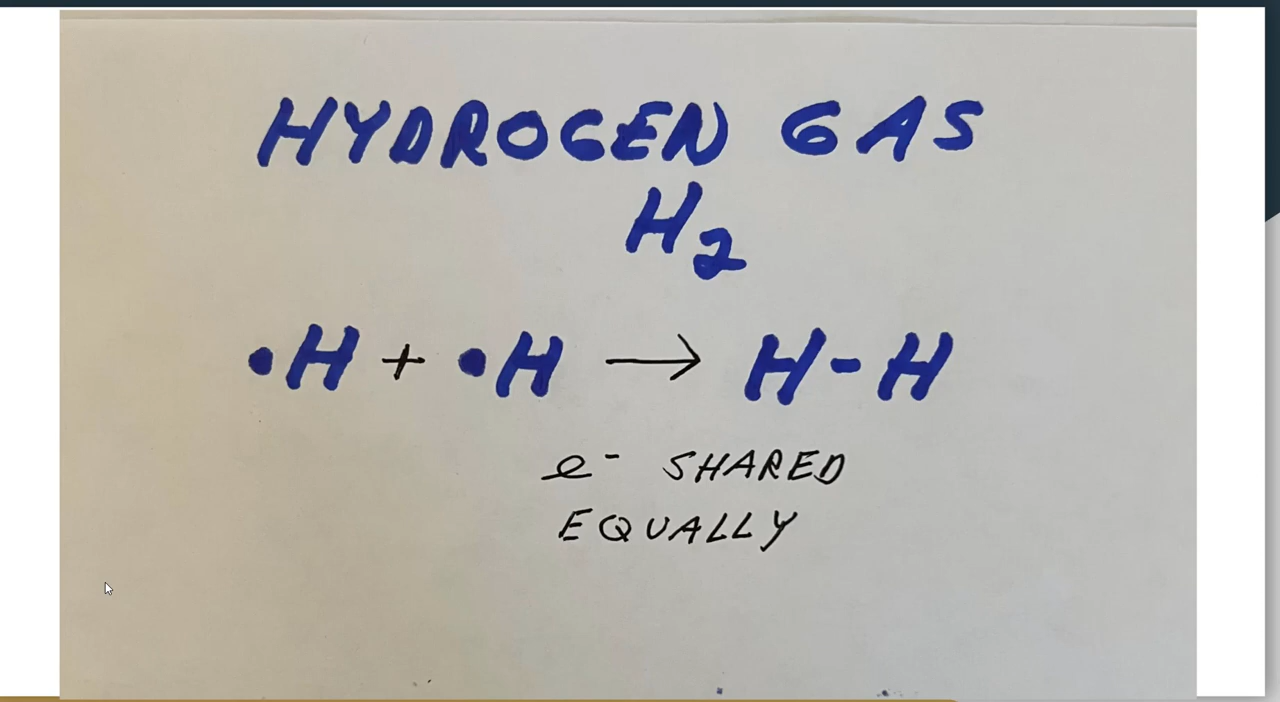 HYDROGEN GAS
H₂
•H + •H → H-H
e⁻ SHARED
EQUALLY